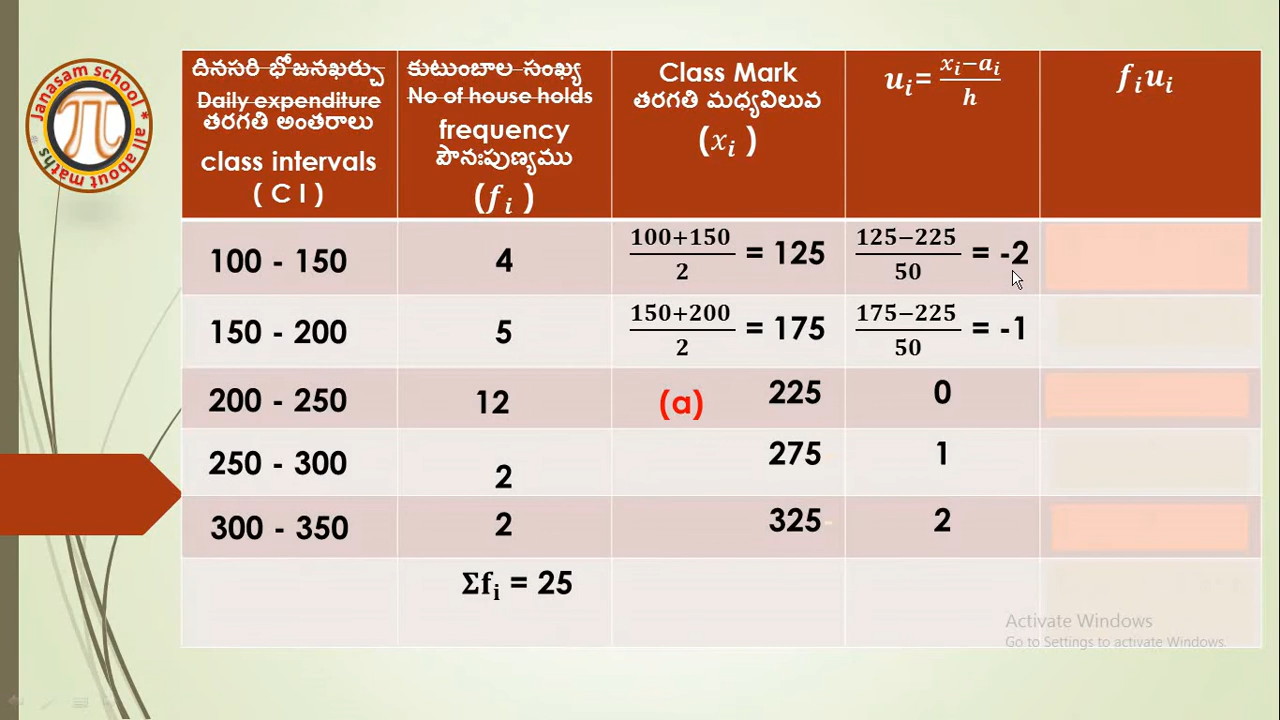 Janasam school * all about maths *
దినసరి భోజనఖర్చు
Daily expenditure
తరగతి అంతరాలు
class intervals
( C I )
కుటుంబాల సంఖ్య
No of house holds
frequency
పౌనఃపుణ్యము
(fᵢ )
Class Mark
తరగతి మధ్యవిలువ
(xᵢ )
uᵢ= (xᵢ−aᵢ)/h
fᵢuᵢ
100 - 150 4 (100+150)/2 = 125 (125−225)/50 = -2
150 - 200 5 (150+200)/2 = 175 (175−225)/50 = -1
200 - 250 12 (a) 225 0
250 - 300 2 275 1
300 - 350 2 325 2
Σfᵢ = 25
Activate Windows
Go to Settings to activate Windows.